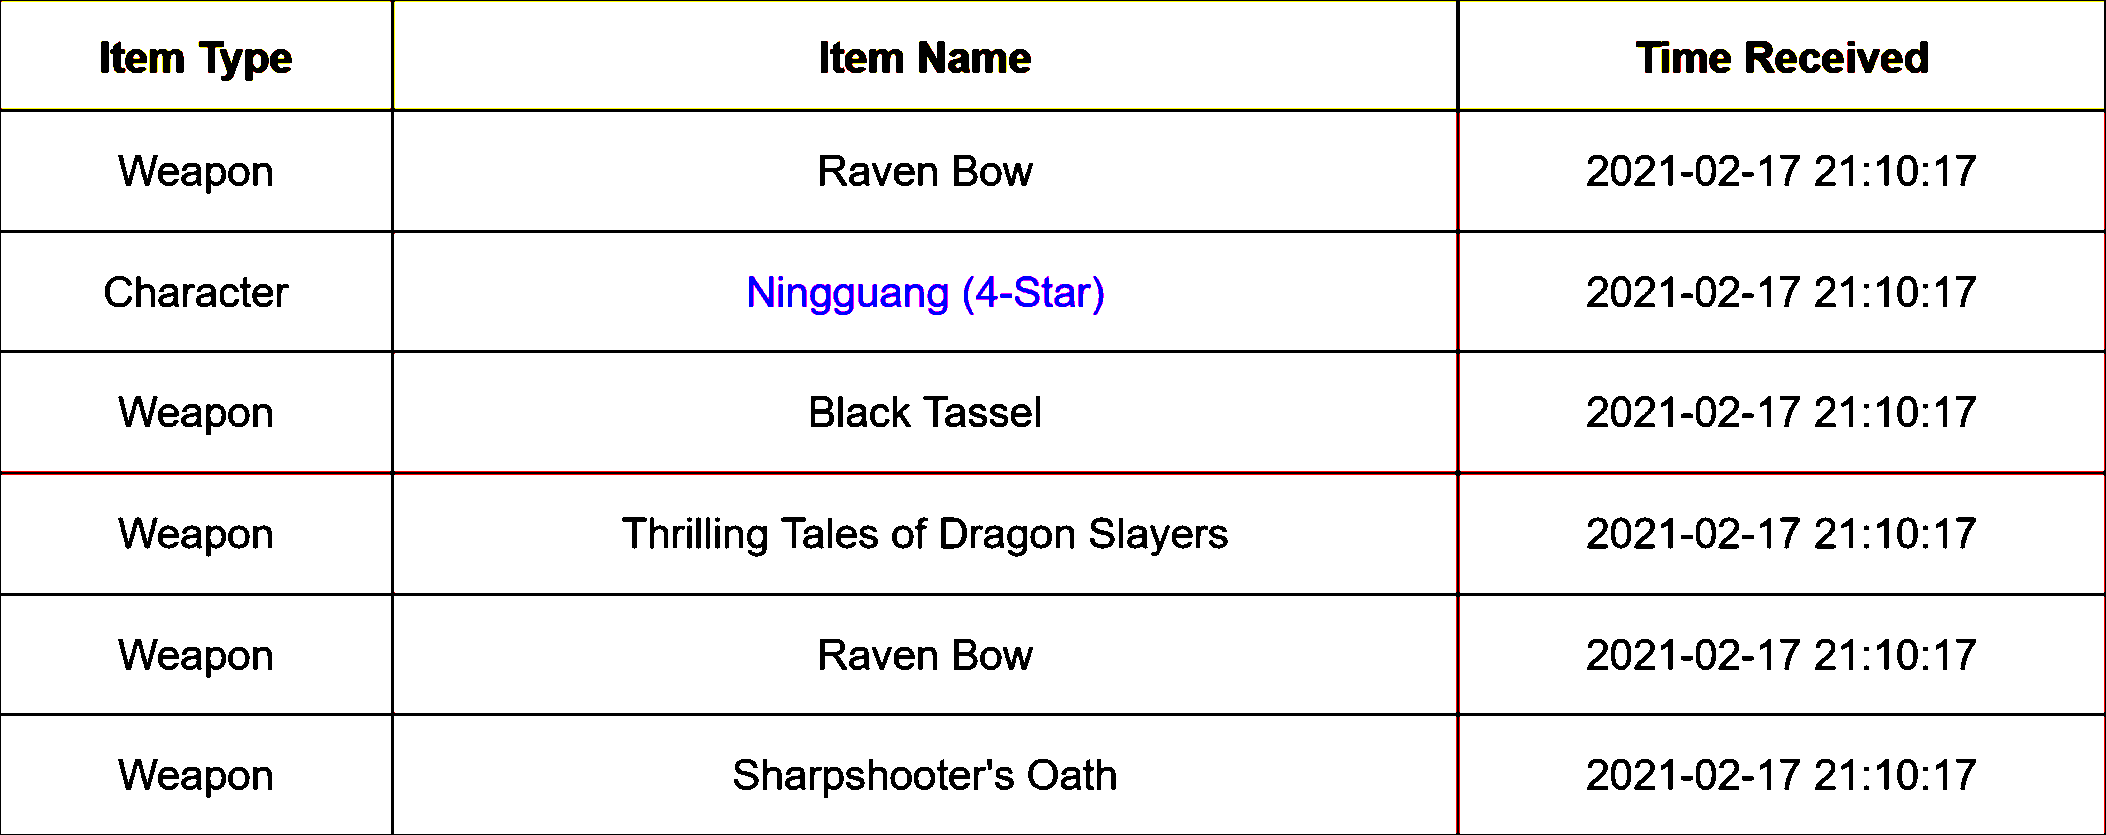 Item Type Item Name Time Received
Weapon Raven Bow 2021-02-17 21:10:17
Character Ningguang (4-Star) 2021-02-17 21:10:17
Weapon Black Tassel 2021-02-17 21:10:17
Weapon Thrilling Tales of Dragon Slayers 2021-02-17 21:10:17
Weapon Raven Bow 2021-02-17 21:10:17
Weapon Sharpshooter's Oath 2021-02-17 21:10:17